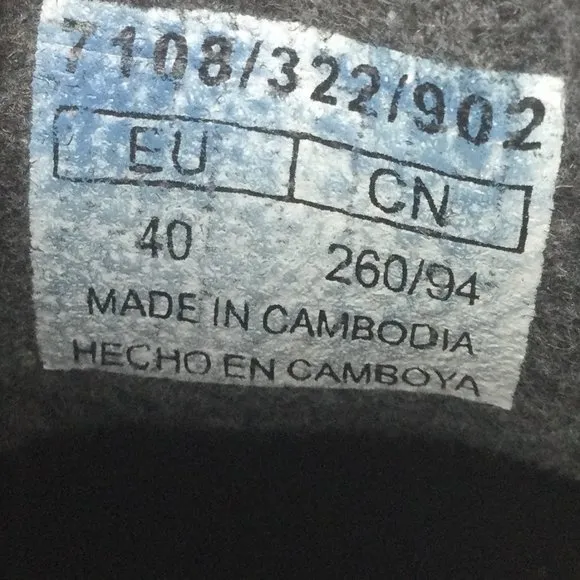 7108/322/902
EU CN
40 260/94
MADE IN CAMBODIA
HECHO EN CAMBOYA